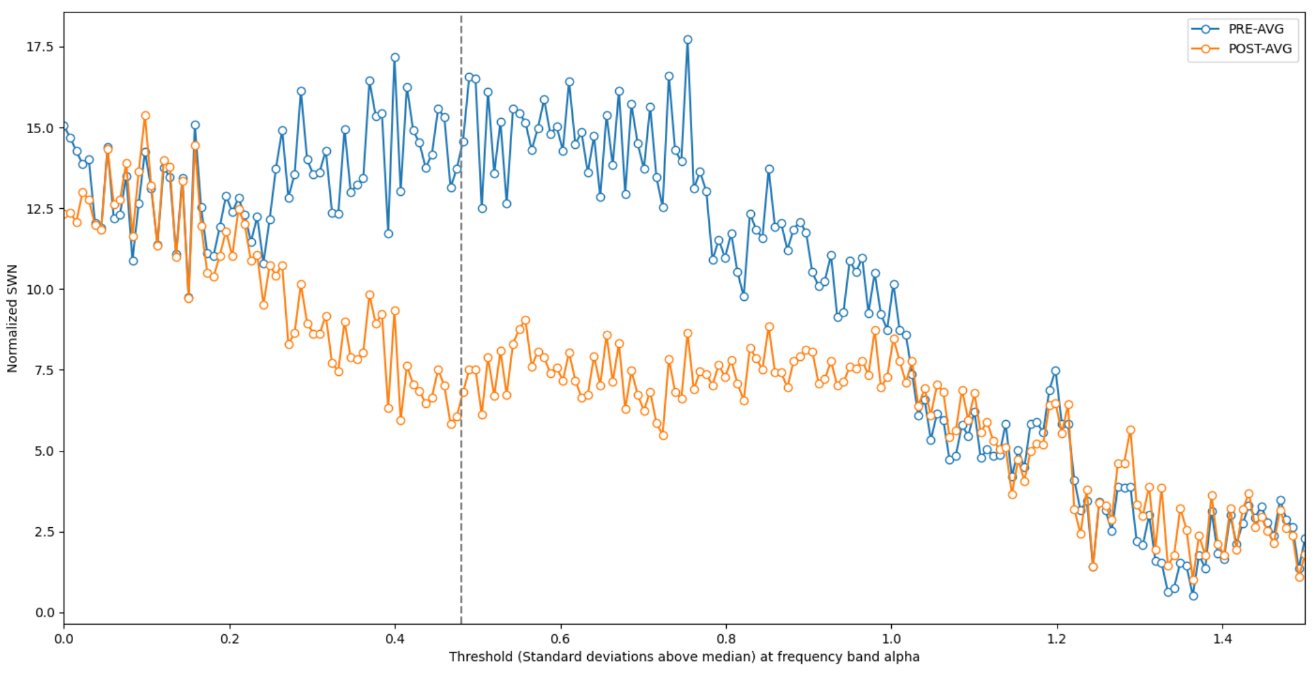 PRE-AVG
POST-AVG
17.5
15.0
12.5
10.0
7.5
5.0
2.5
0.0
Normalized SWN
0.0 0.2 0.4 0.6 0.8 1.0 1.2 1.4
Threshold (Standard deviations above median) at frequency band alpha